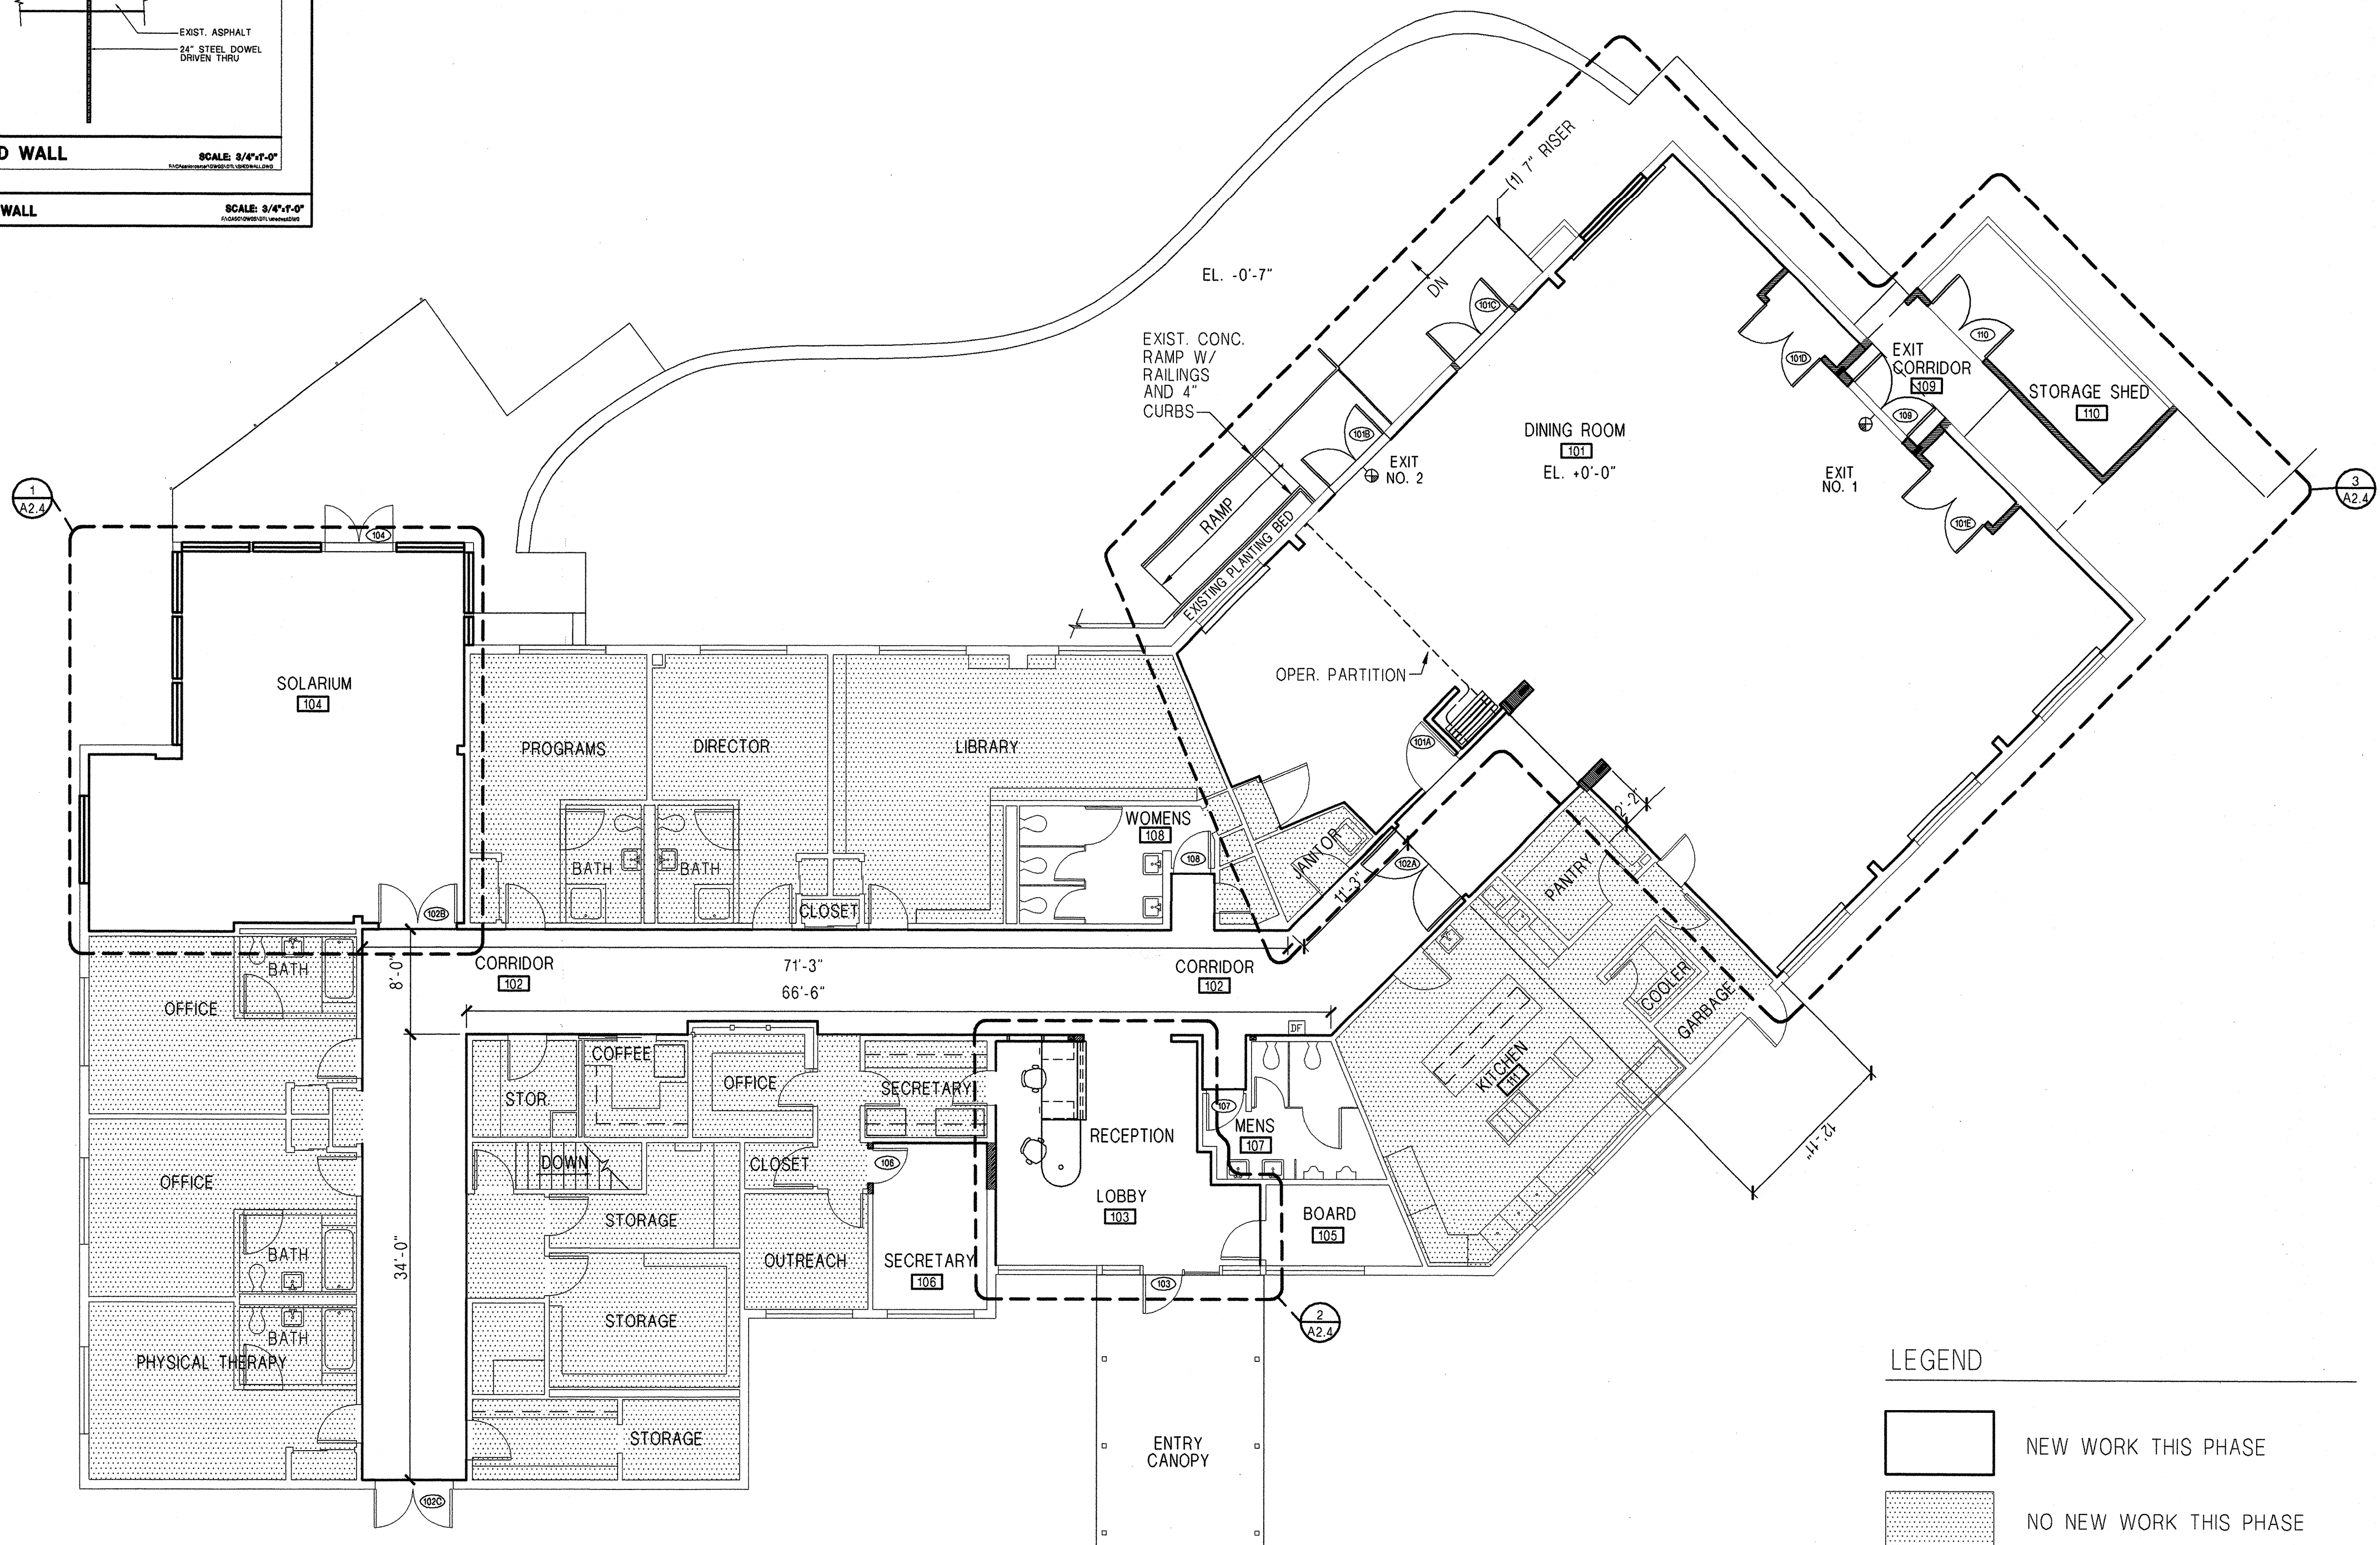 EXIST. ASPHALT
24" STEEL DOWEL
DRIVEN THRU
D WALL
SCALE: 3/4"=1'-0"
WALL
SCALE: 3/4"=1'-0"
(1) 7" RISER
EL. -0'-7"
DN
101C
EXIST. CONC.
RAMP W/
RAILINGS
AND 4"
CURBS
110
101D
EXIT
CORRIDOR
109
109
STORAGE SHED
110
DINING ROOM
101
EL. +0'-0"
101B
EXIT
NO. 2
EXIT
NO. 1
101E
1
A2.4
3
A2.4
RAMP
EXISTING PLANTING BED
104
OPER. PARTITION
SOLARIUM
104
PROGRAMS
DIRECTOR
LIBRARY
101A
2'-2"
WOMENS
108
108
JANITOR
102A
11'-3"
PANTRY
BATH
BATH
CLOSET
102B
BATH
CORRIDOR
102
71'-3"
66'-6"
CORRIDOR
102
8'-0"
COOLER
GARBAGE
OFFICE
DF
COFFEE
OFFICE
SECRETARY
STOR.
KITCHEN
111
107
RECEPTION
MENS
107
12'-11"
DOWN
CLOSET
106
OFFICE
LOBBY
103
BOARD
105
STORAGE
BATH
34'-0"
OUTREACH
SECRETARY
106
103
2
A2.4
STORAGE
BATH
PHYSICAL THERAPY
STORAGE
ENTRY
CANOPY
102C
LEGEND
NEW WORK THIS PHASE
NO NEW WORK THIS PHASE